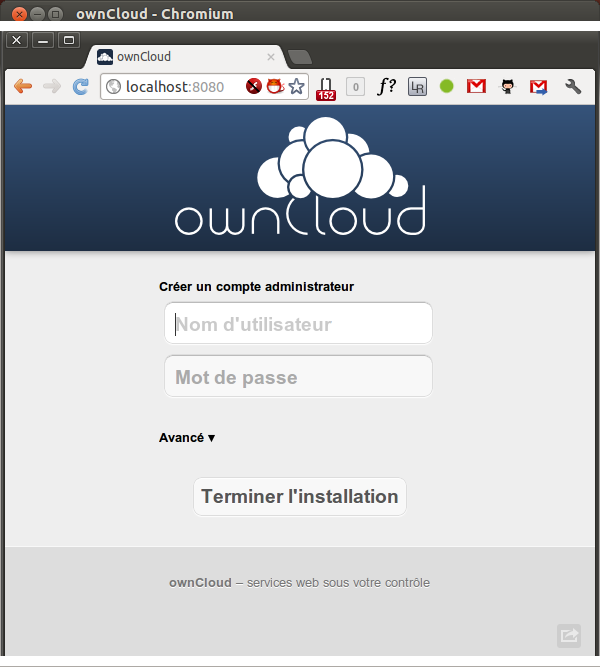 ownCloud - Chromium
ownCloud
localhost:8080
152
0
f?
LR
ownCloud
Créer un compte administrateur
Nom d'utilisateur
Mot de passe
Avancé ▾
Terminer l'installation
ownCloud – services web sous votre contrôle